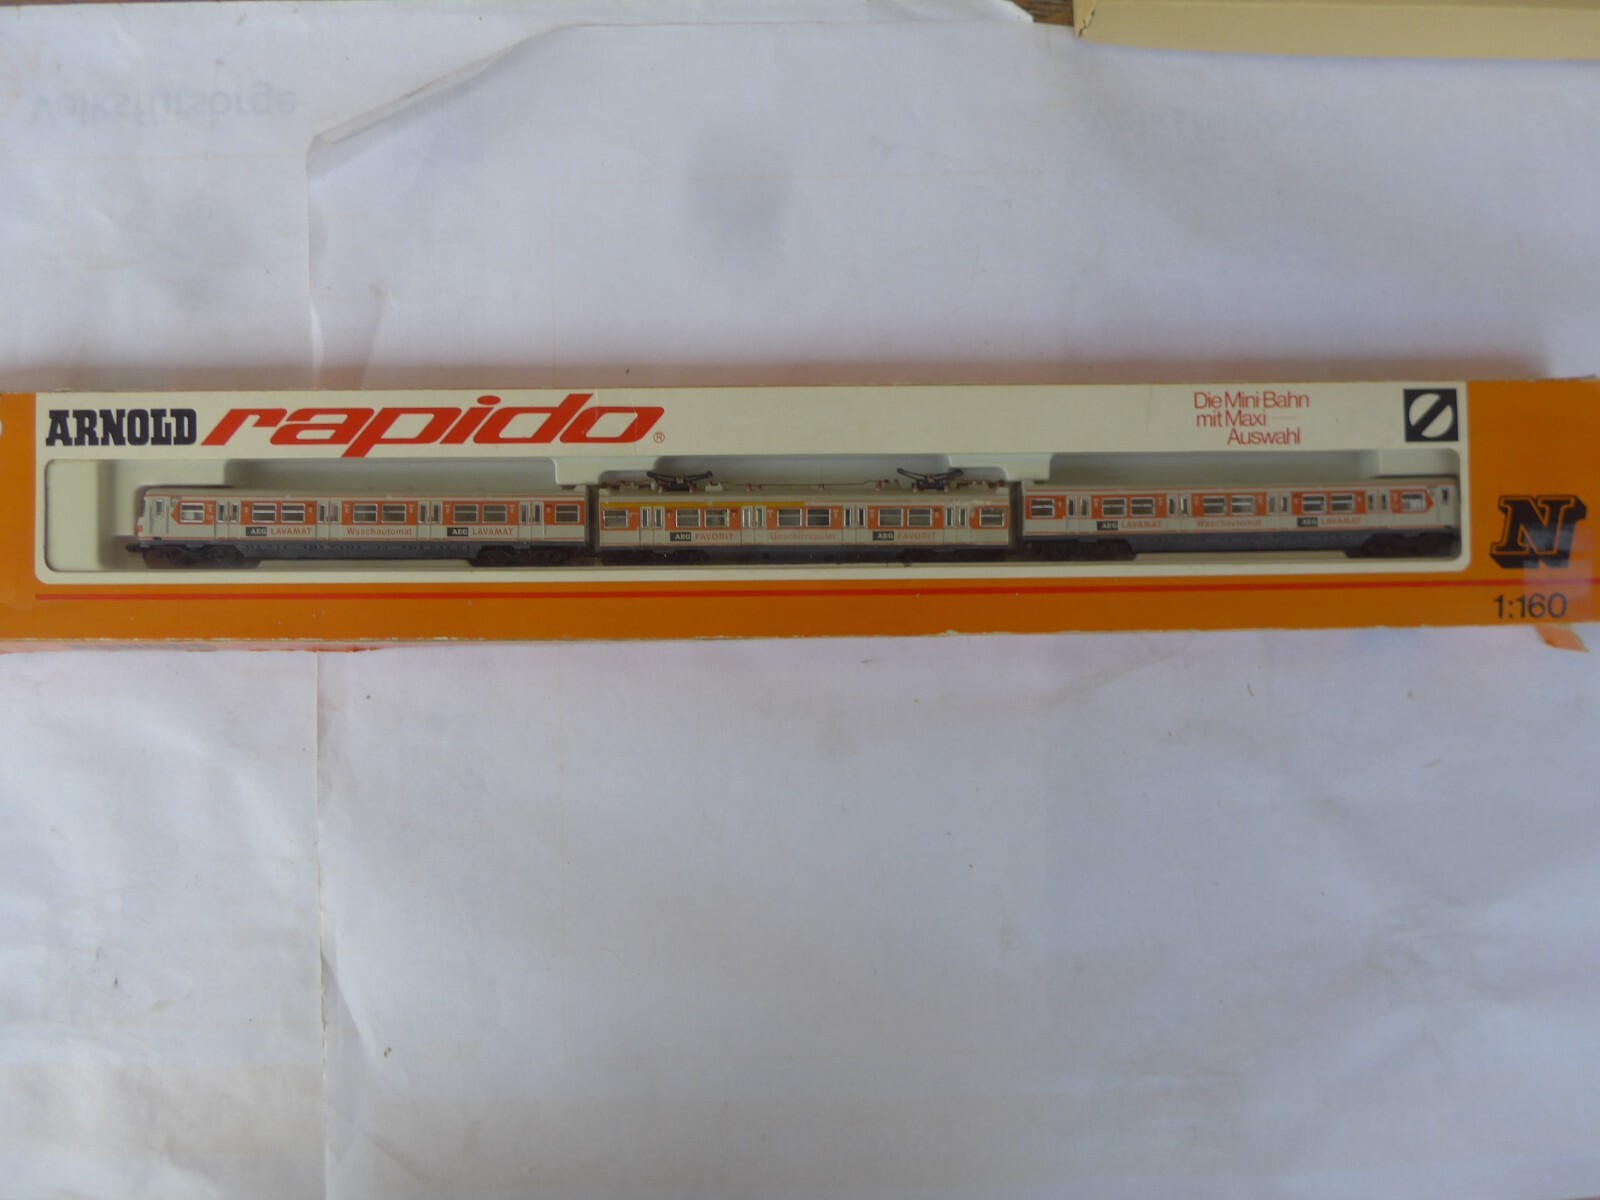 Volksfürsorge
Volksfürsorge
ARNOLD rapido ®
Die Mini Bahn
mit Maxi
Auswahl
N
1:160
AEG LAVAMAT Waschautomat AEG LAVAMAT
AEG FAVORIT Geschirrspüler AEG FAVORIT
AEG LAVAMAT Waschautomat AEG LAVAMAT